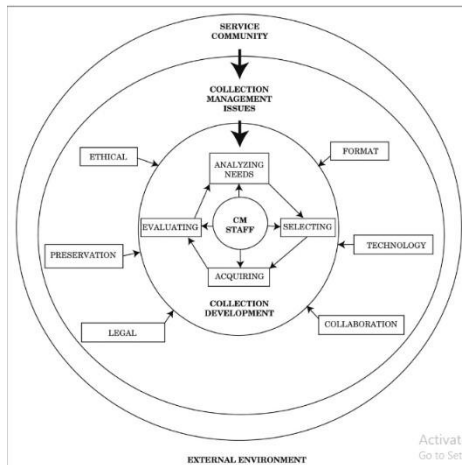 SERVICE
COMMUNITY
COLLECTION
MANAGEMENT
ISSUES
ETHICAL
FORMAT
ANALYZING
NEEDS
EVALUATING
CM
STAFF
SELECTING
PRESERVATION
TECHNOLOGY
ACQUIRING
COLLECTION
DEVELOPMENT
LEGAL
COLLABORATION
EXTERNAL ENVIRONMENT
Activat
Go to Set